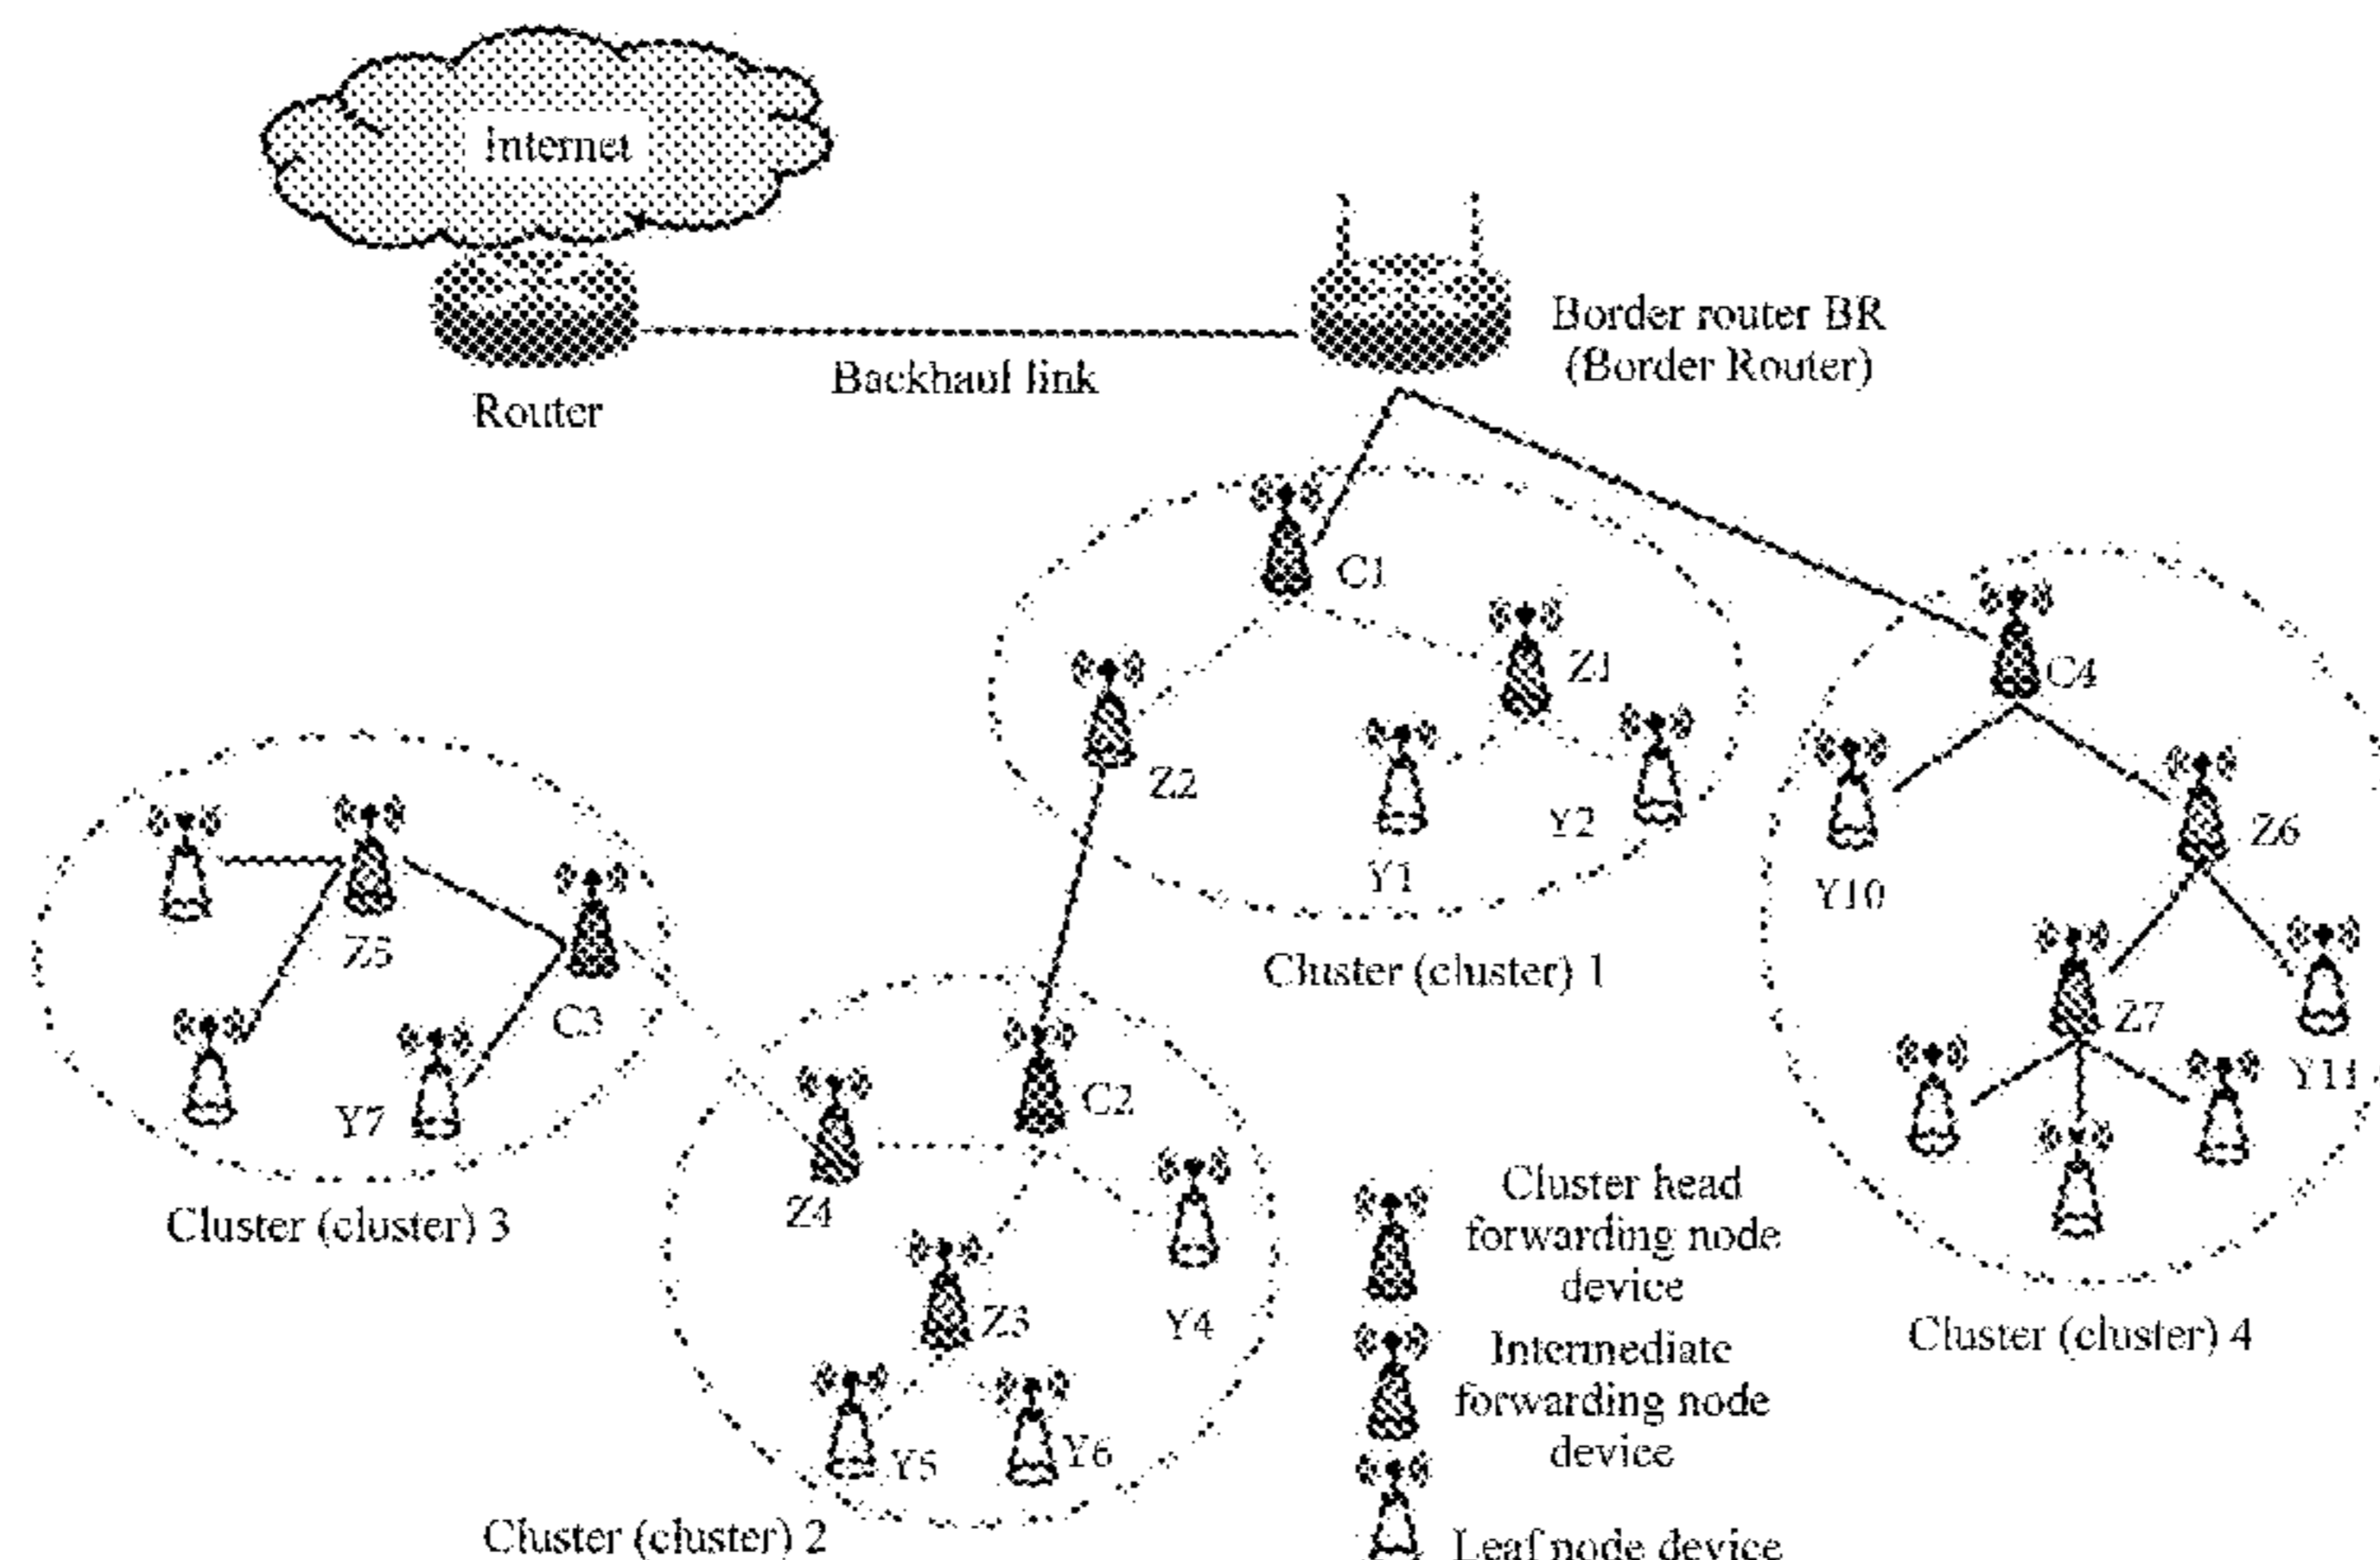 Internet
Border router BR
(Border Router)
Backhaul link
Router
C1
Z1
C4
Z2
Y2
Z6
Y1
Y10
Z5
Cluster (cluster) 1
C3
Z7
Y11
C2
Y7
Z4
Cluster head
forwarding node
device
Cluster (cluster) 3
Z3
Y4
Intermediate
forwarding node
device
Cluster (cluster) 4
Y5
Y6
Cluster (cluster) 2
Leaf node device